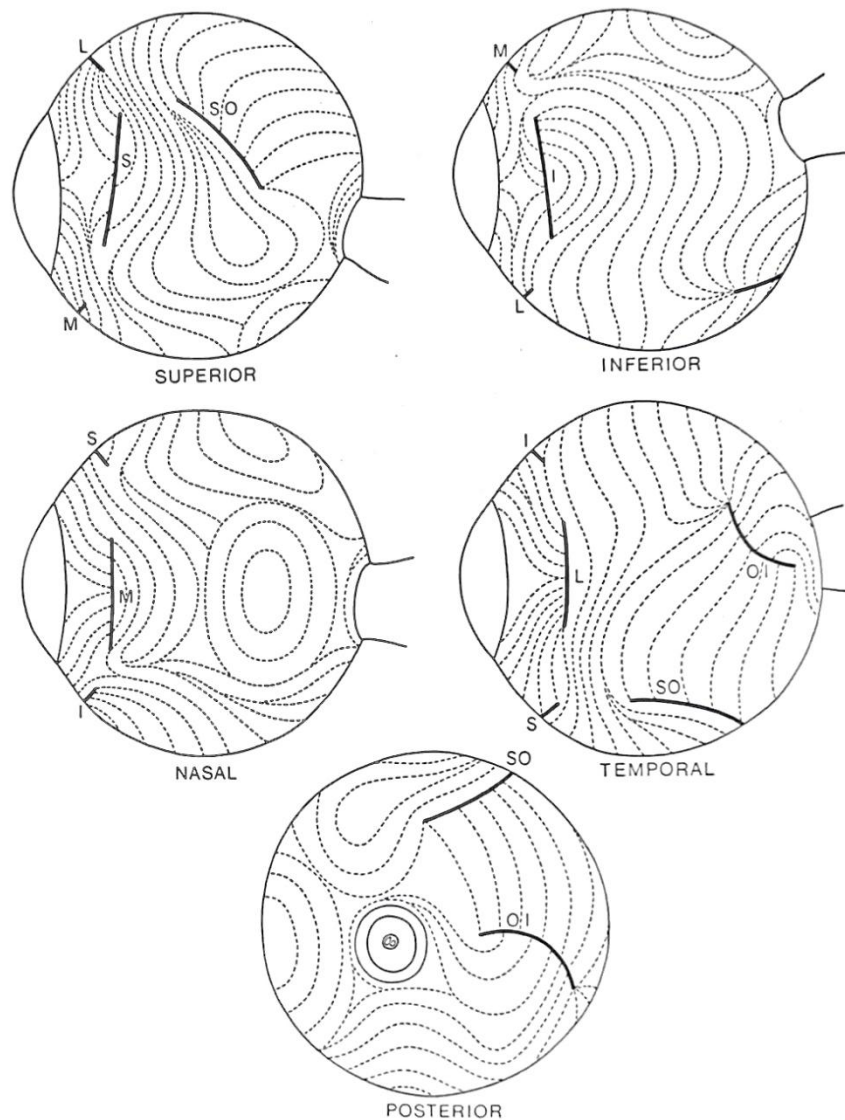 L
SO
S
M
SUPERIOR
M
I
L
INFERIOR
S
M
I
NASAL
I
L
OI
SO
S
TEMPORAL
SO
OI
POSTERIOR